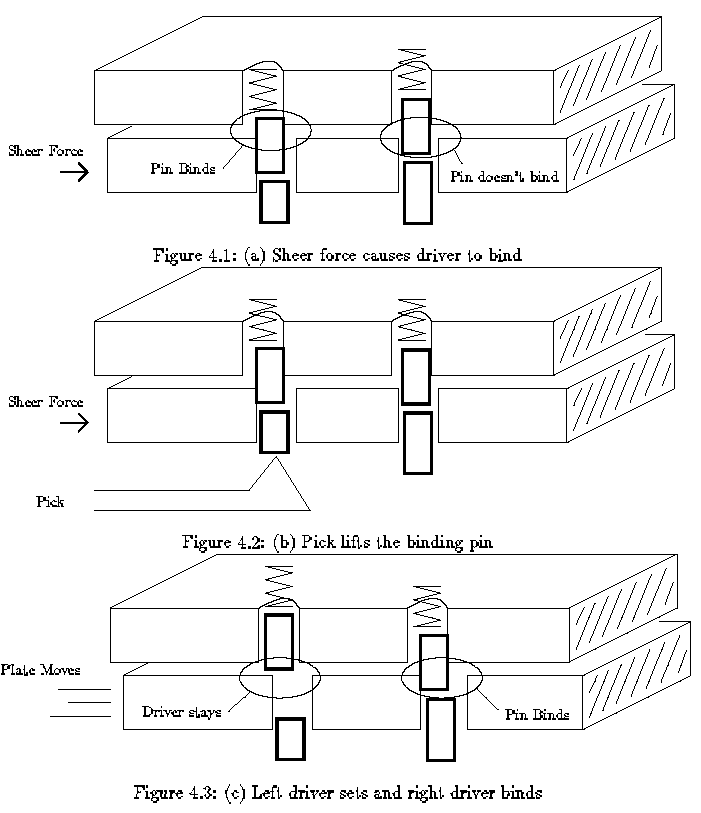 Sheer Force
Pin Binds
Pin doesn't bind
Figure 4.1: (a) Sheer force causes driver to bind
Sheer Force
Pick
Figure 4.2: (b) Pick lifts the binding pin
Plate Moves
Driver stays
Pin Binds
Figure 4.3: (c) Left driver sets and right driver binds